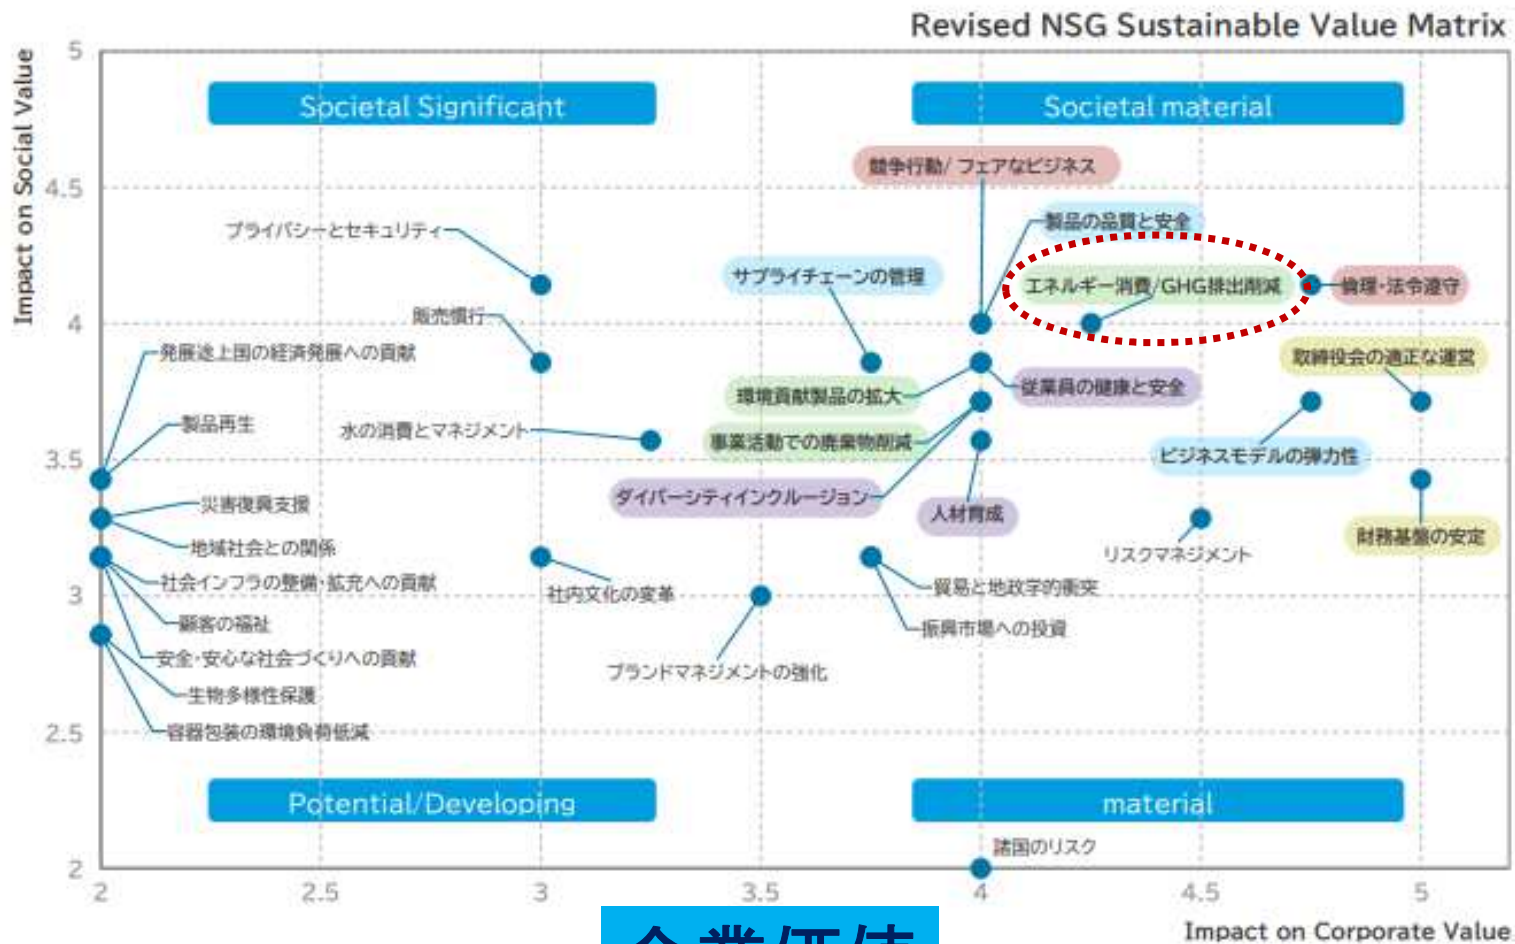 Revised NSG Sustainable Value Matrix
Impact on Social Value
5
Societal Significant
Societal material
競争行動/ フェアなビジネス
4.5
プライバシーとセキュリティ
製品の品質と安全
サプライチェーンの管理
エネルギー消費/GHG排出削減
倫理・法令遵守
販売慣行
4
発展途上国の経済発展への貢献
取締役会の適正な運営
環境貢献製品の拡大
従業員の健康と安全
製品再生
水の消費とマネジメント
事業活動での廃棄物削減
3.5
ビジネスモデルの弾力性
ダイバーシティインクルージョン
災害復興支援
人材育成
地域社会との関係
リスクマネジメント
財務基盤の安定
社会インフラの整備・拡充への貢献
3
社内文化の変革
貿易と地政学的衝突
顧客の福祉
振興市場への投資
安全・安心な社会づくりへの貢献
ブランドマネジメントの強化
生物多様性保護
2.5
容器包装の環境負荷低減
Potential/Developing
material
諸国のリスク
2
2 2.5 3 3.5 4 4.5 5
企業価値
Impact on Corporate Value